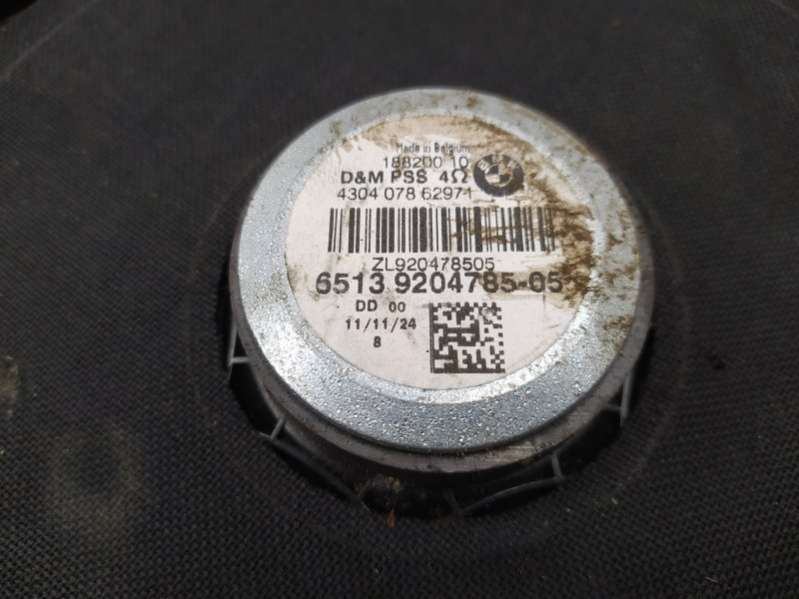 Made in Belgium
188200 10
D&M PSS 4Ω
4304 078 62971
BMW
ZL920478505
6513 9204785-05
DD 00
11/11/24
8